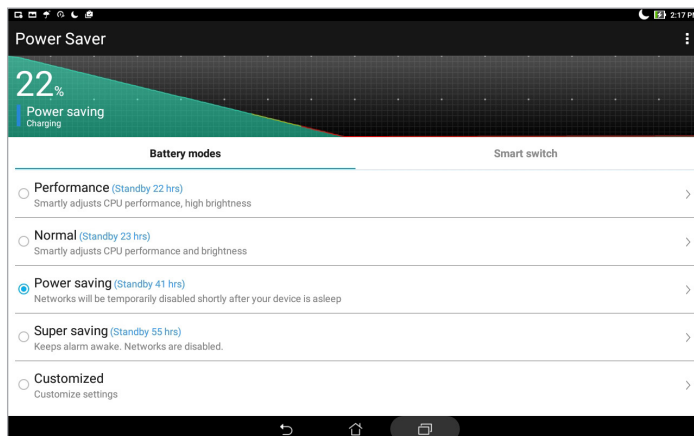 2:17 PM
Power Saver
22%
Power saving
Charging
Battery modes
Smart switch
Performance (Standby 22 hrs)
Smartly adjusts CPU performance, high brightness
Normal (Standby 23 hrs)
Smartly adjusts CPU performance and brightness
Power saving (Standby 41 hrs)
Networks will be temporarily disabled shortly after your device is asleep
Super saving (Standby 55 hrs)
Keeps alarm awake. Networks are disabled.
Customized
Customize settings